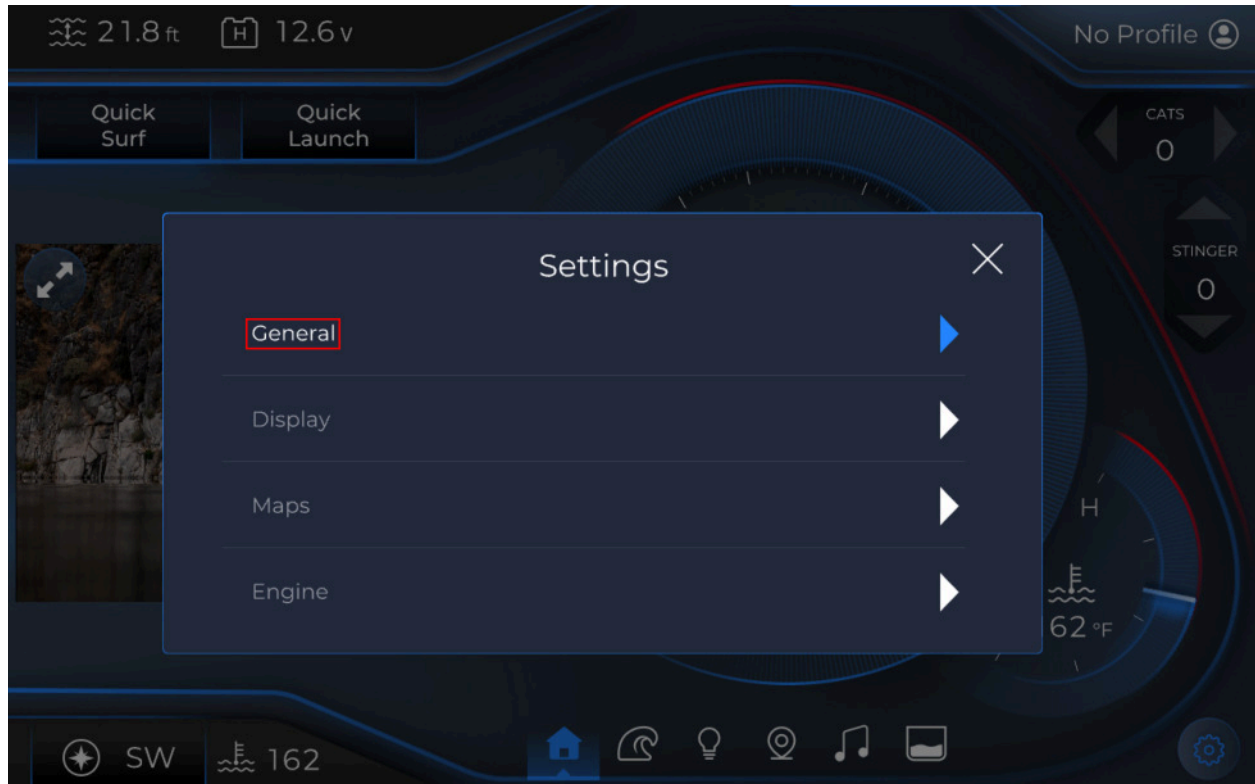 21.8 ft
H 12.6 v
No Profile
Quick
Surf
Quick
Launch
CATS
0
STINGER
0
Settings
General
Display
Maps
Engine
H
62 °F
SW
162